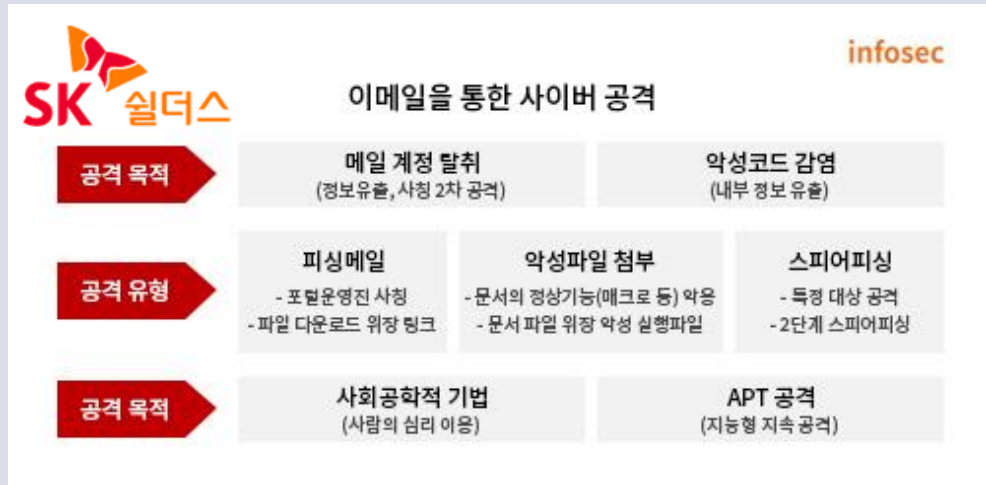 SK 쉴더스
infosec
이메일을 통한 사이버 공격
공격 목적
메일 계정 탈취
(정보유출, 사칭 2차 공격)
악성코드 감염
(내부 정보 유출)
공격 유형
피싱메일
- 포털운영진 사칭
- 파일 다운로드 위장 링크
악성파일 첨부
- 문서의 정상기능(매크로 등) 악용
- 문서 파일 위장 악성 실행파일
스피어피싱
- 특정 대상 공격
- 2단계 스피어피싱
공격 목적
사회공학적 기법
(사람의 심리 이용)
APT 공격
(지능형 지속 공격)